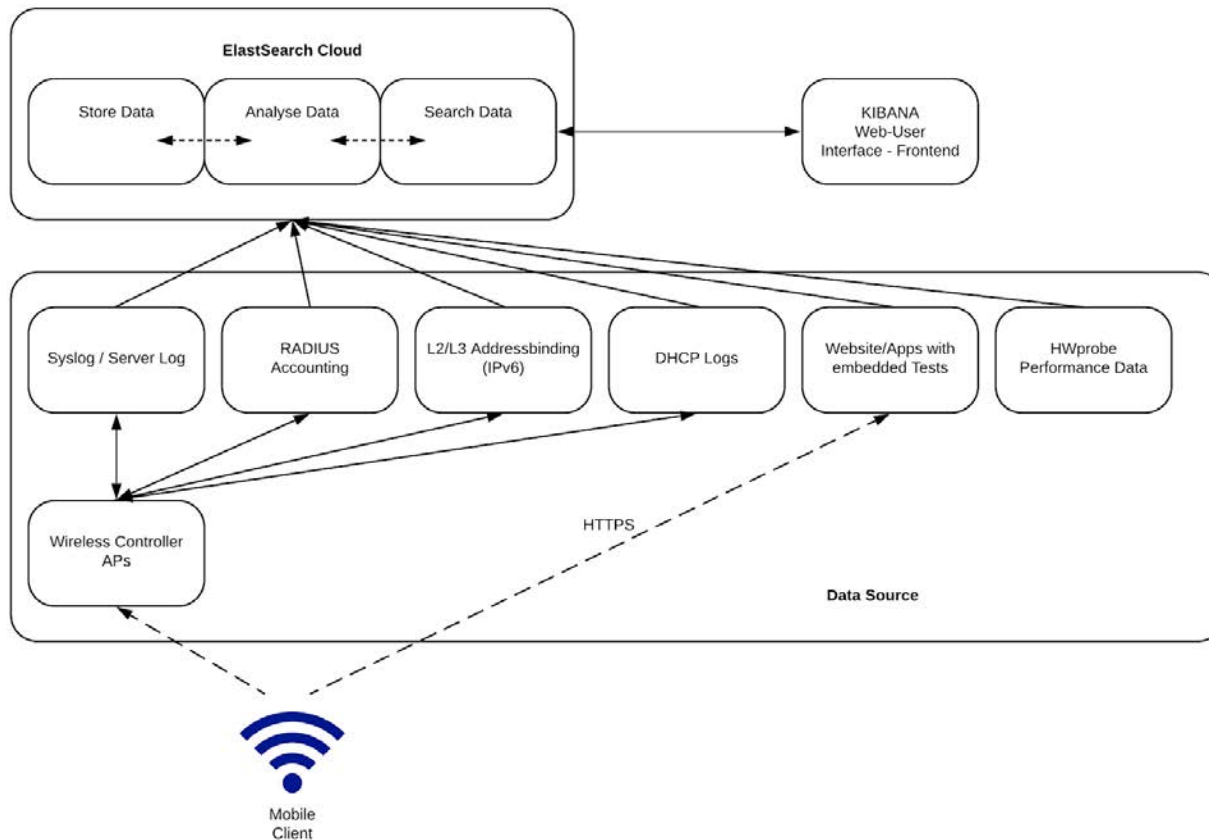 ElastSearch Cloud
Store Data
Analyse Data
Search Data
KIBANA
Web-User
Interface - Frontend
Syslog / Server Log
RADIUS
Accounting
L2/L3 Addressbinding
(IPv6)
DHCP Logs
Website/Apps with
embedded Tests
HWprobe
Performance Data
HTTPS
Wireless Controller
APs
Data Source
Mobile
Client